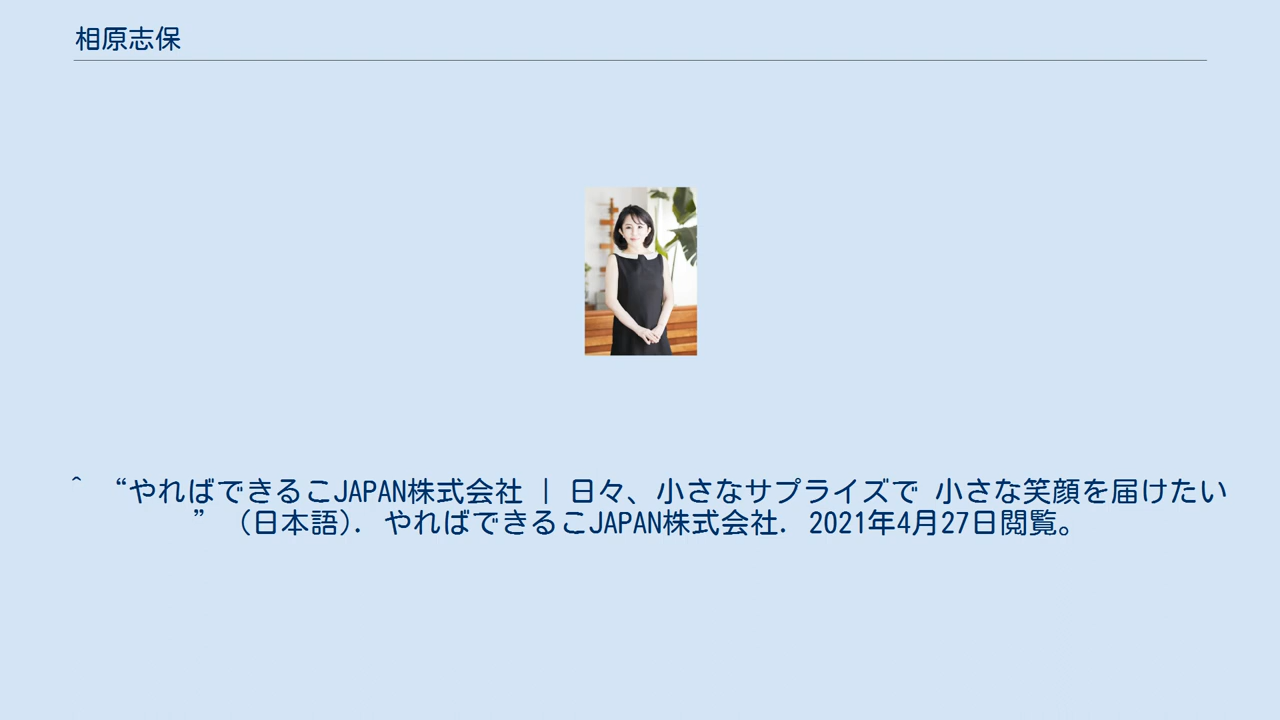 相原志保
^ “やればできるこJAPAN株式会社 | 日々、小さなサプライズで 小さな笑顔を届けたい
” (日本語). やればできるこJAPAN株式会社. 2021年4月27日閲覧。